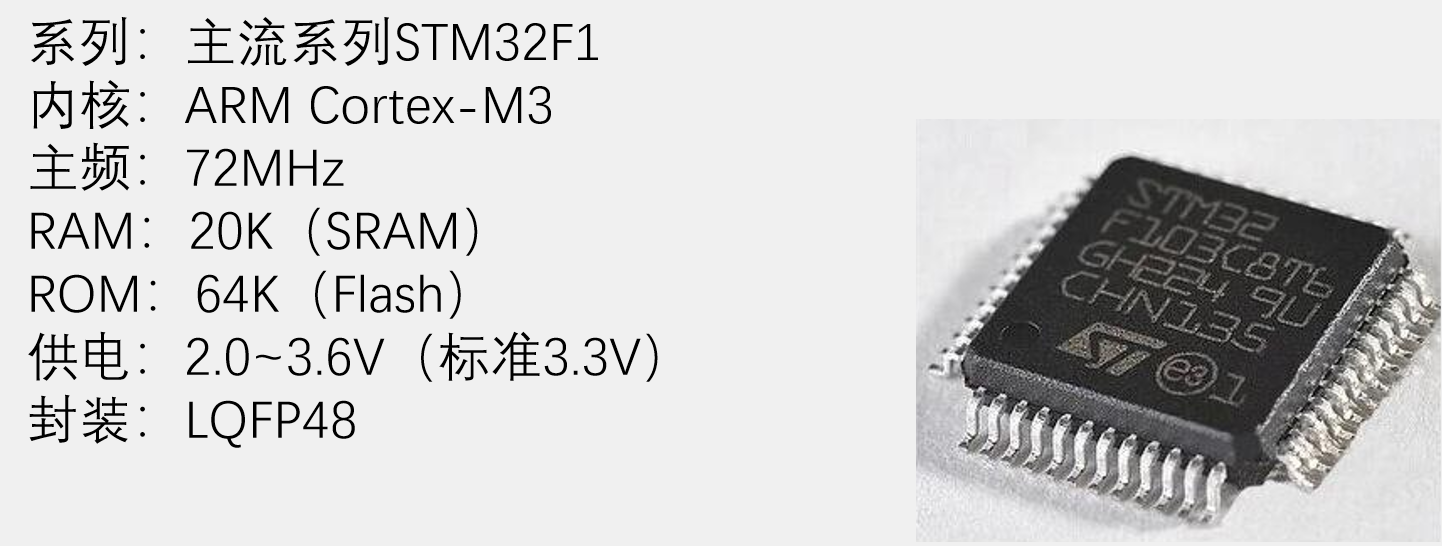 系列：主流系列STM32F1
内核：ARM Cortex-M3
主频：72MHz
RAM：20K（SRAM）
ROM：64K（Flash）
供电：2.0~3.6V（标准3.3V）
封装：LQFP48
STM32
F103C8T6
GH224 9U
CHN135
ST e3 1